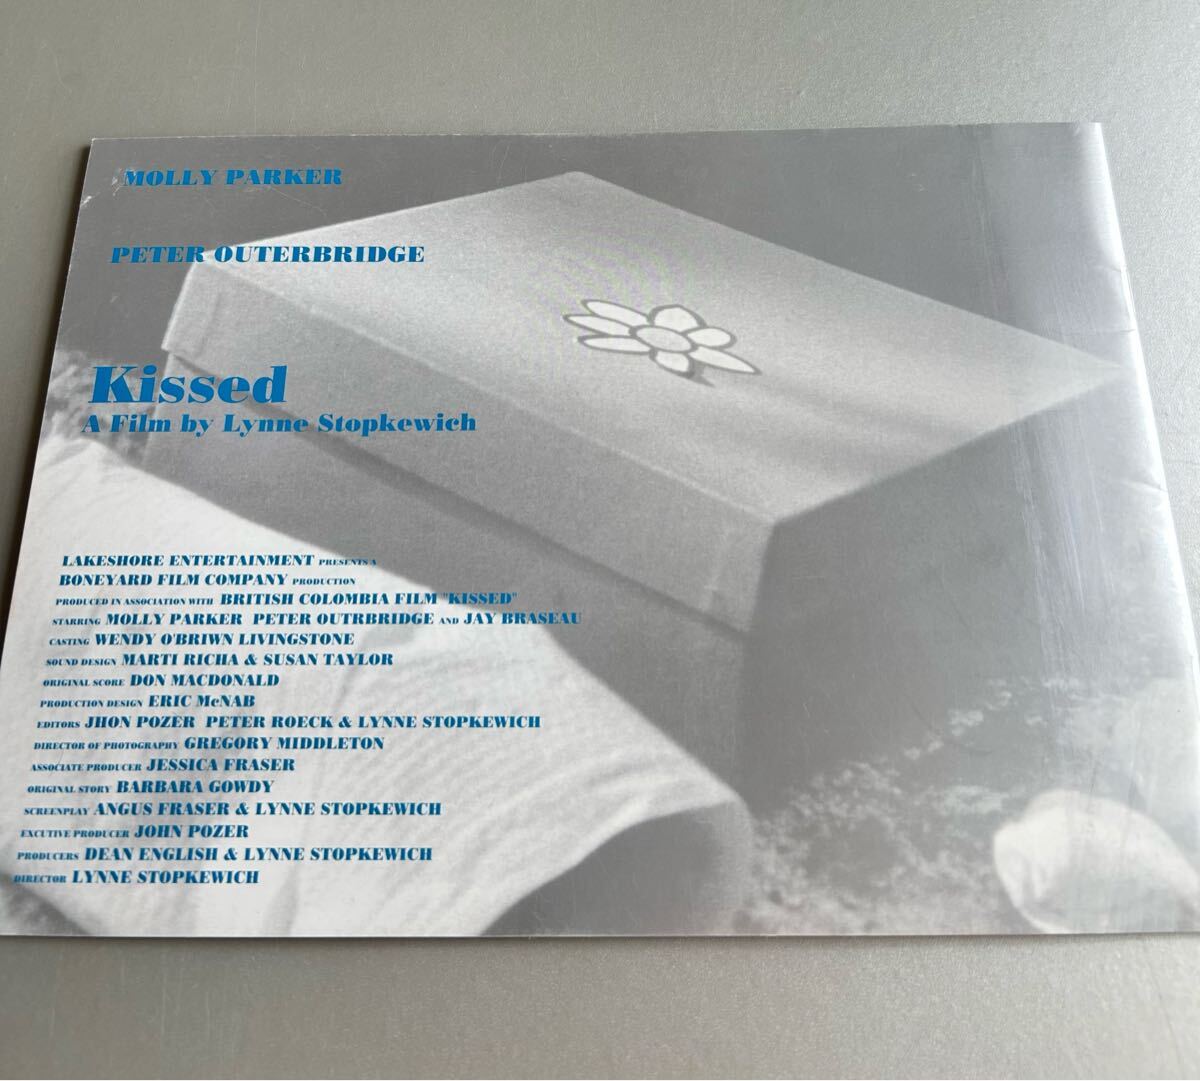 MOLLY PARKER
PETER OUTERBRIDGE
Kissed
A Film by Lynne Stopkewich
LAKESHORE ENTERTAINMENT PRESENTS A
BONEYARD FILM COMPANY PRODUCTION
PRODUCED IN ASSOCIATION WITH BRITISH COLOMBIA FILM "KISSED"
STARRING MOLLY PARKER PETER OUTRBRIDGE AND JAY BRASEAU
CASTING WENDY O'BRIWN LIVINGSTONE
SOUND DESIGN MARTI RICHA & SUSAN TAYLOR
ORIGINAL SCORE DON MACDONALD
PRODUCTION DESIGN ERIC McNAB
EDITORS JHON POZER PETER ROECK & LYNNE STOPKEWICH
DIRECTOR OF PHOTOGRAPHY GREGORY MIDDLETON
ASSOCIATE PRODUCER JESSICA FRASER
ORIGINAL STORY BARBARA GOWDY
SCREENPLAY ANGUS FRASER & LYNNE STOPKEWICH
EXCUTIVE PRODUCER JOHN POZER
PRODUCERS DEAN ENGLISH & LYNNE STOPKEWICH
DIRECTOR LYNNE STOPKEWICH